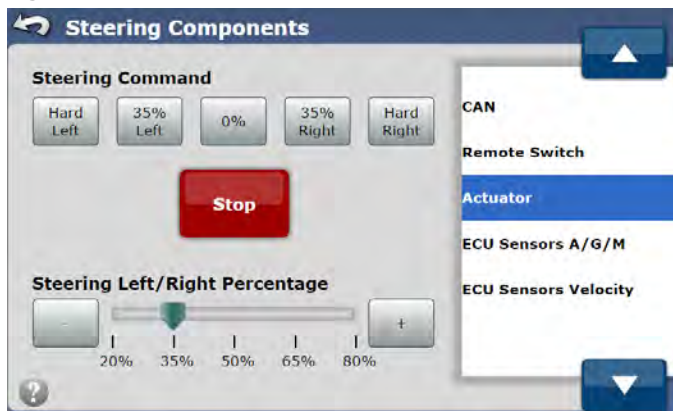 Steering Components
Steering Command
Hard Left
35% Left
0%
35% Right
Hard Right
Stop
Steering Left/Right Percentage
-
+
20% 35% 50% 65% 80%
CAN
Remote Switch
Actuator
ECU Sensors A/G/M
ECU Sensors Velocity
?